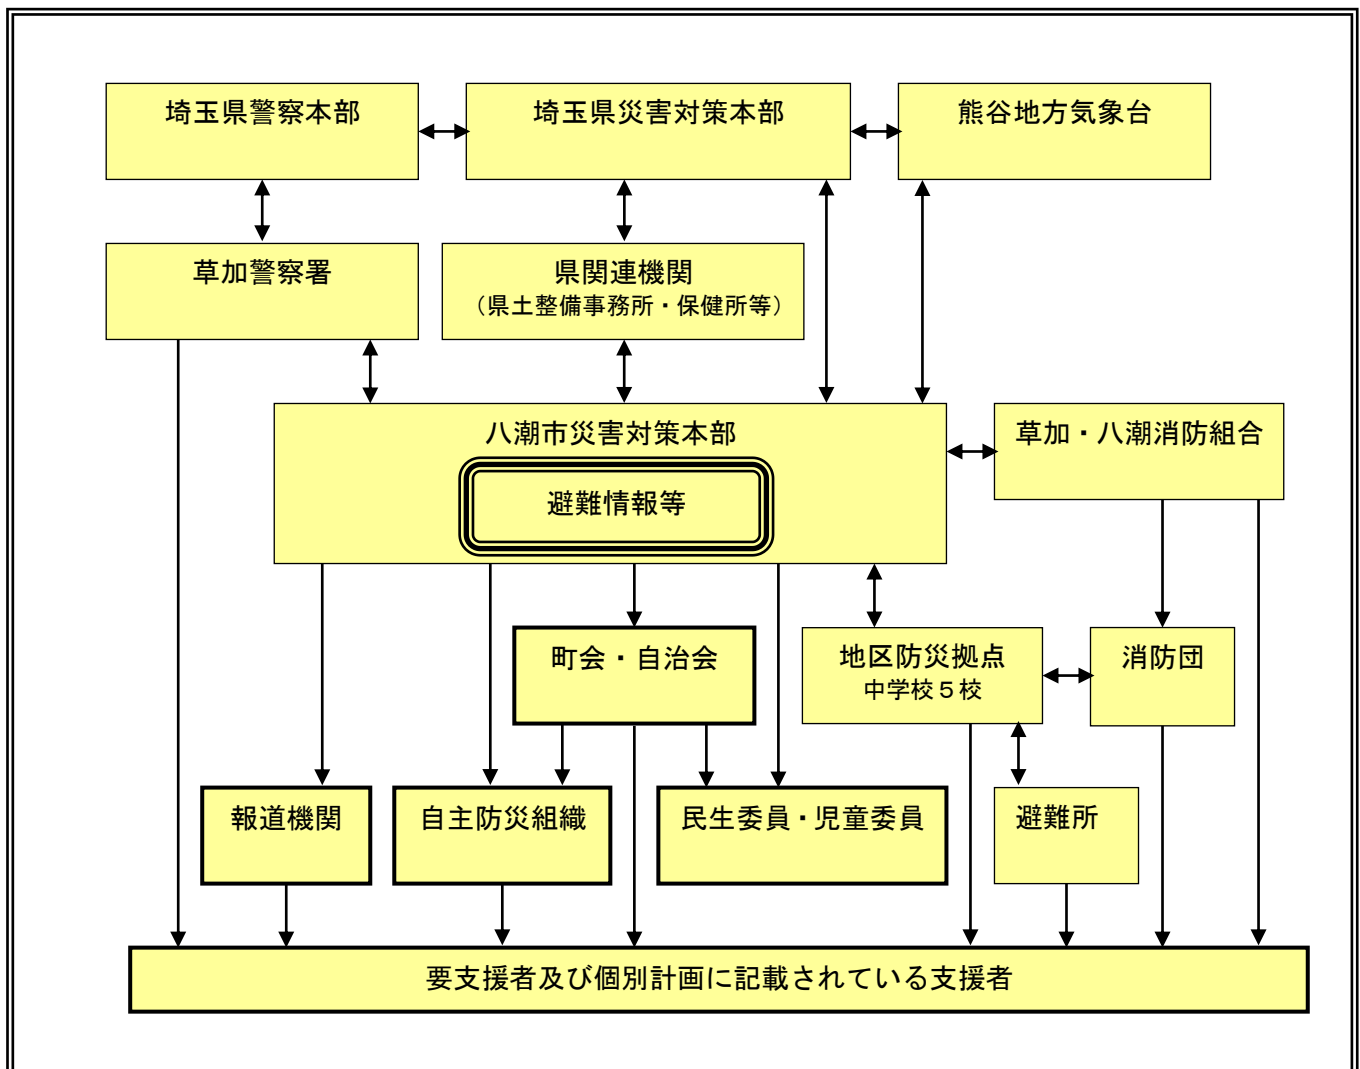 埼玉県警察本部
埼玉県災害対策本部
熊谷地方気象台
草加警察署
県関連機関
（県土整備事務所・保健所等）
八潮市災害対策本部
避難情報等
草加・八潮消防組合
町会・自治会
地区防災拠点
中学校５校
消防団
報道機関
自主防災組織
民生委員・児童委員
避難所
要支援者及び個別計画に記載されている支援者